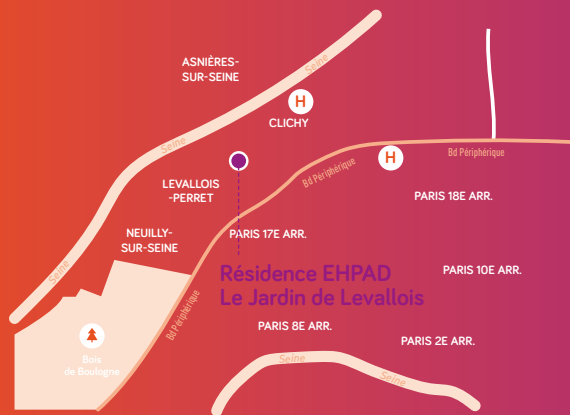 ASNIÈRES-
SUR-SEINE
Seine
H
CLICHY
Seine
Bd Périphérique
H
Bd Périphérique
LEVALLOIS
-PERRET
PARIS 18E ARR.
NEUILLY-
SUR-SEINE
PARIS 17E ARR.
Seine
Résidence EHPAD
Le Jardin de Levallois
PARIS 10E ARR.
Bd Périphérique
PARIS 8E ARR.
PARIS 2E ARR.
Bois
de Boulogne
Seine
Seine